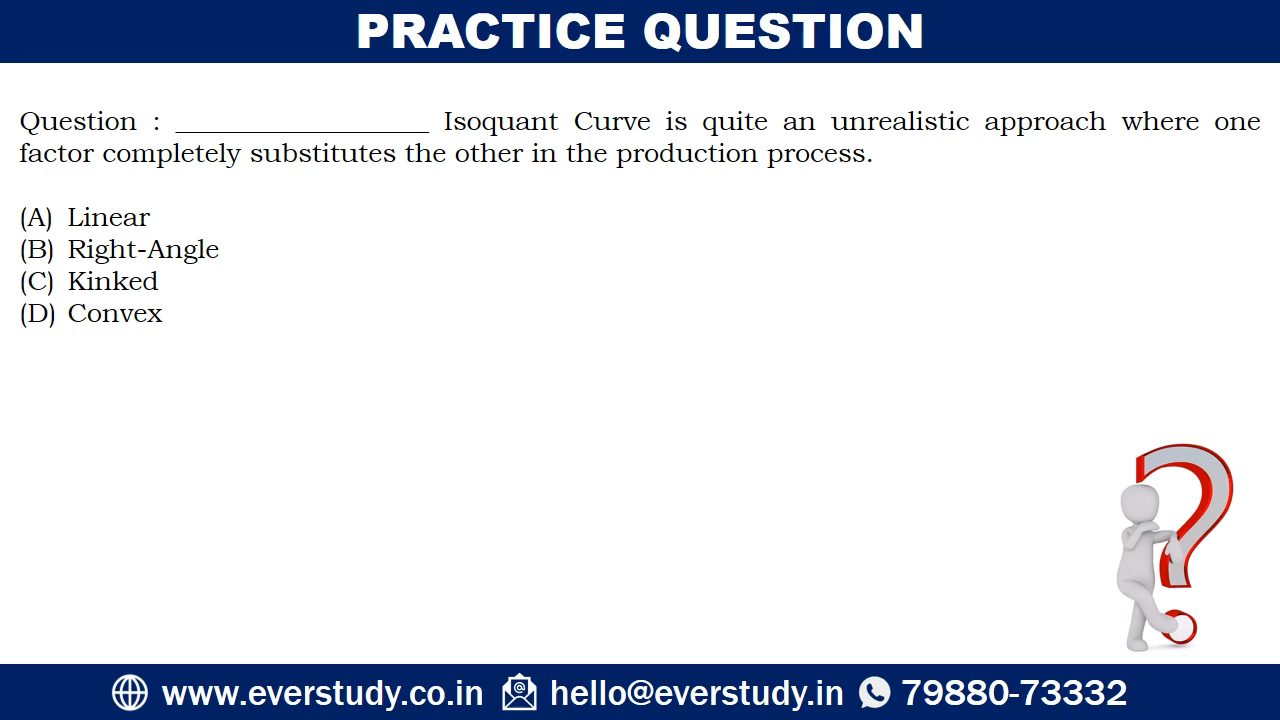 PRACTICE QUESTION
Question : ___________________ Isoquant Curve is quite an unrealistic approach where one
factor completely substitutes the other in the production process.
(A) Linear
(B) Right-Angle
(C) Kinked
(D) Convex
www.everstudy.co.in hello@everstudy.in 79880-73332